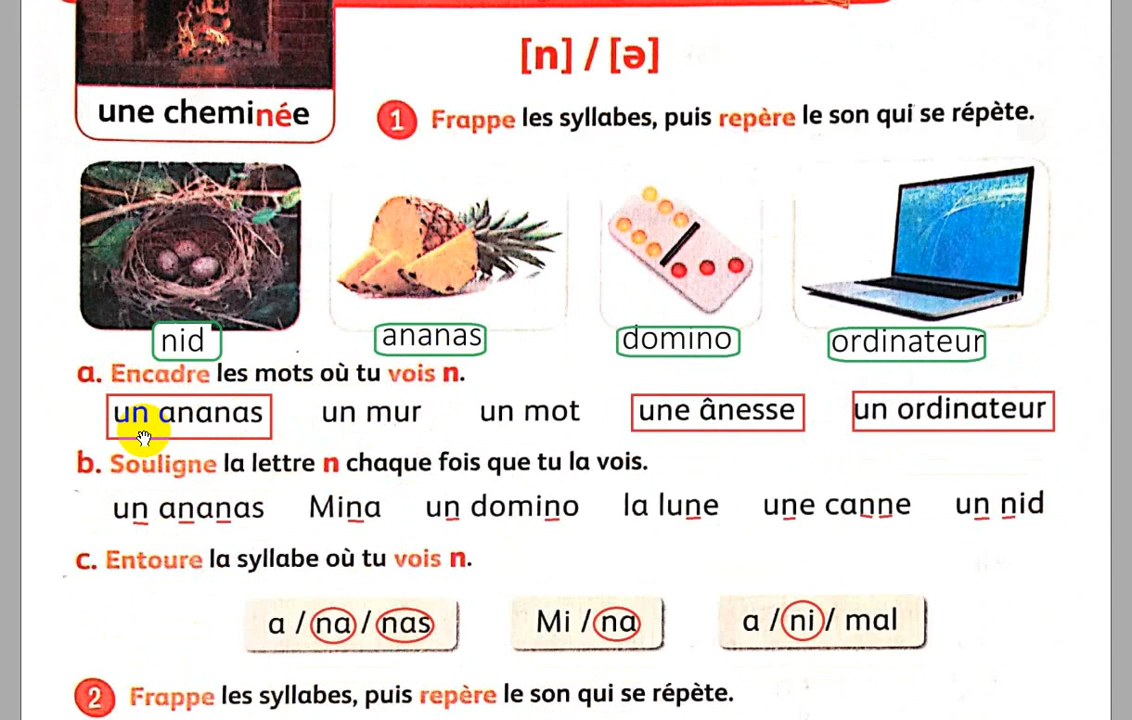 [n] / [ə]
une cheminée
1 Frappe les syllabes, puis repère le son qui se répète.
nid ananas domino ordinateur
a. Encadre les mots où tu vois n.
un ananas un mur un mot une ânesse un ordinateur
b. Souligne la lettre n chaque fois que tu la vois.
un ananas Mina un domino la lune une canne un nid
c. Entoure la syllabe où tu vois n.
a / na / nas Mi / na a / ni / mal
2 Frappe les syllabes, puis repère le son qui se répète.